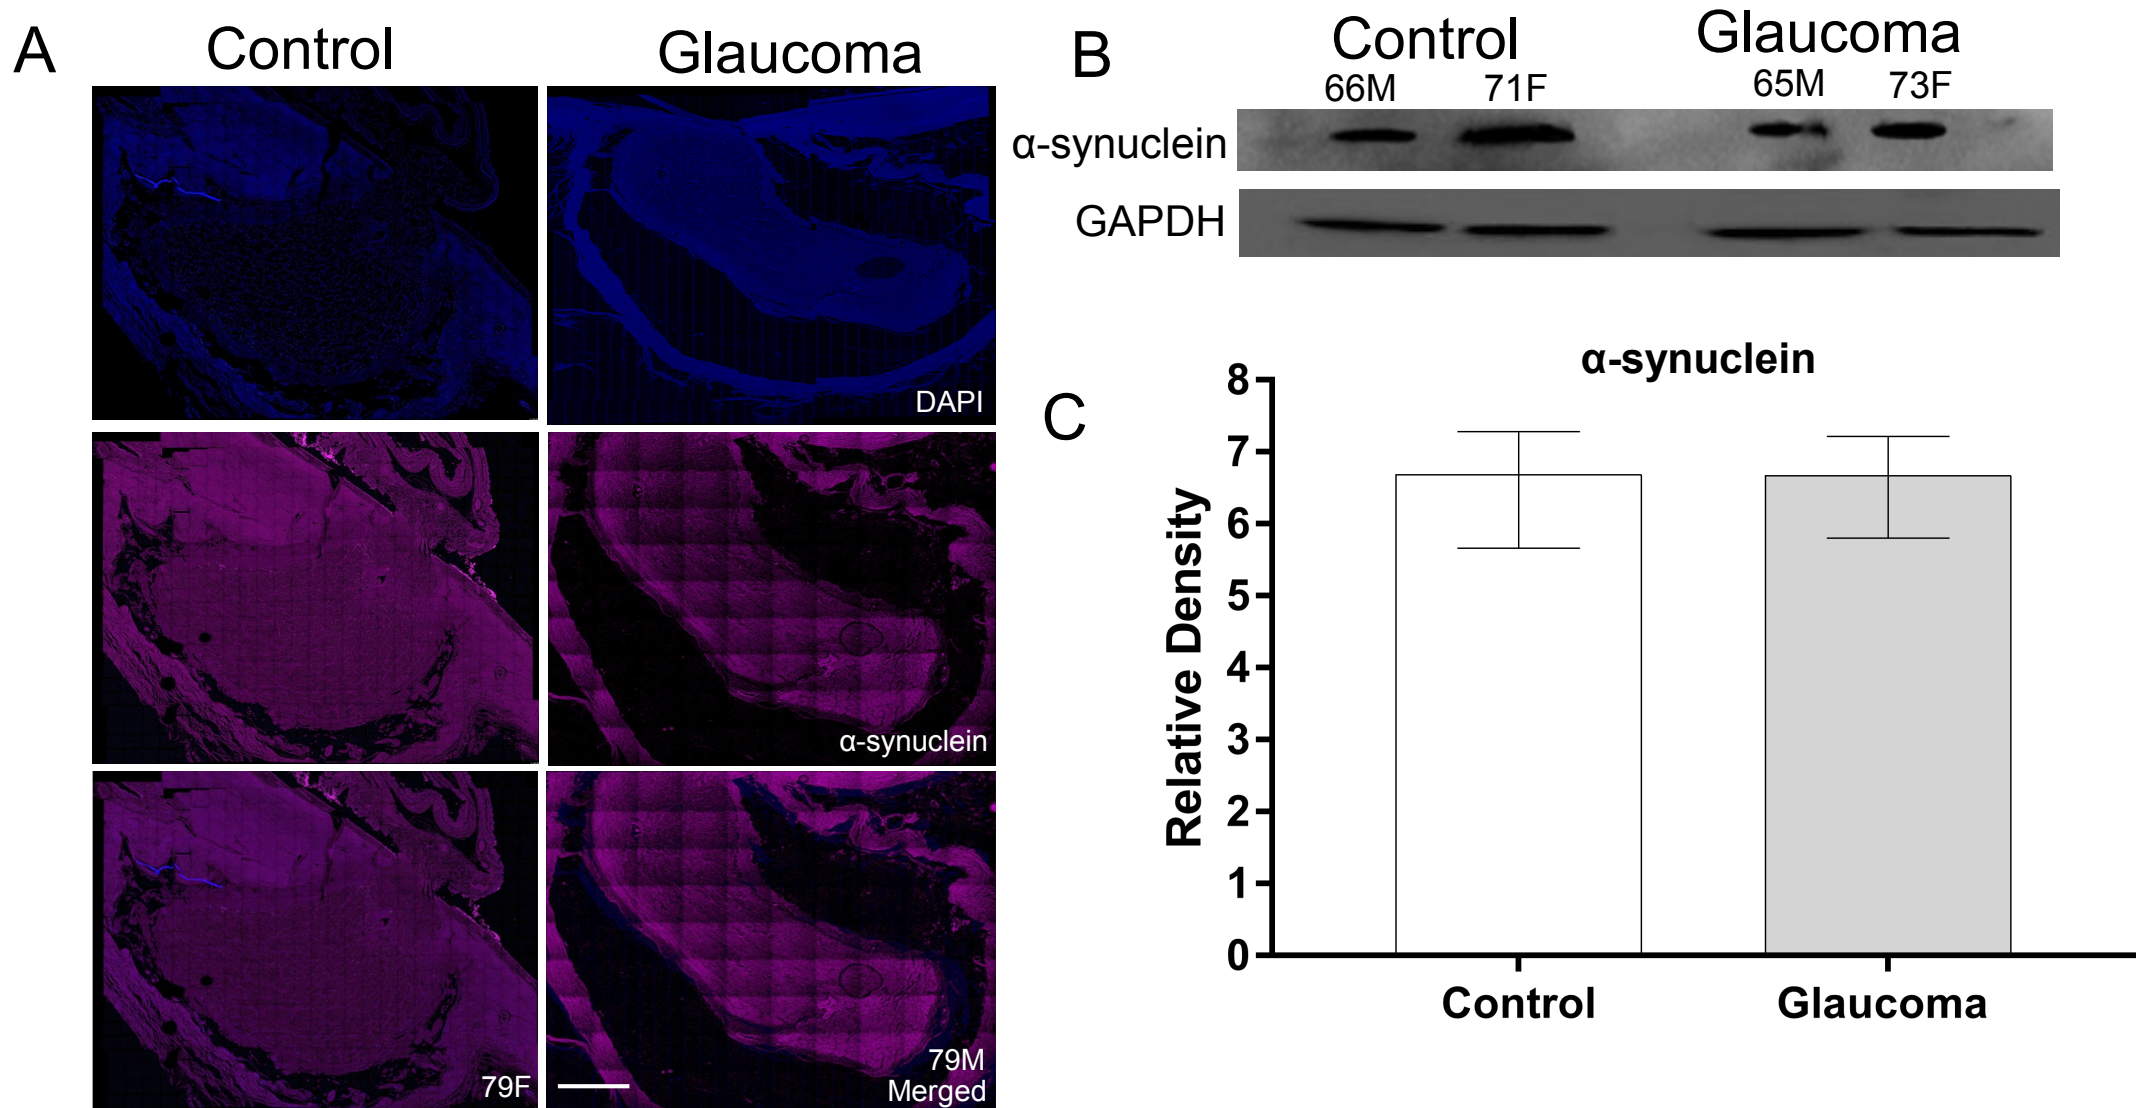 A
Control
Glaucoma
DAPI
α-synuclein
79F
79M
Merged
B
Control
Glaucoma
66M
71F
65M
73F
α-synuclein
GAPDH
C
α-synuclein
Relative Density
8
7
6
5
4
3
2
1
0
Control
Glaucoma